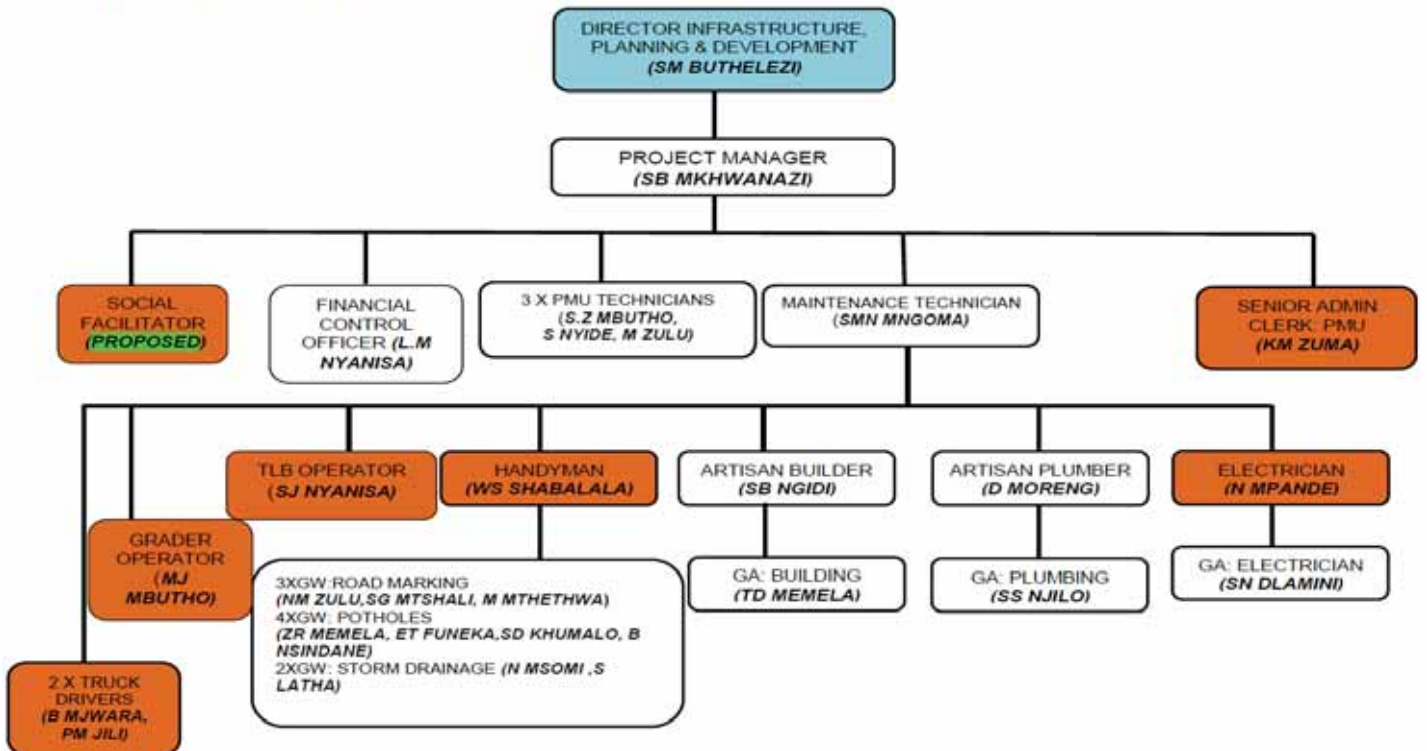 DIRECTOR INFRASTRUCTURE,
PLANNING & DEVELOPMENT
(SM BUTHELEZI)
PROJECT MANAGER
(SB MKHWANAZI)
SOCIAL
FACILITATOR
(PROPOSED)
FINANCIAL
CONTROL
OFFICER (L.M
NYANISA)
3 X PMU TECHNICIANS
(S.Z MBUTHO,
S NYIDE, M ZULU)
MAINTENANCE TECHNICIAN
(SMN MNGOMA)
SENIOR ADMIN
CLERK: PMU
(KM ZUMA)
TLB OPERATOR
(SJ NYANISA)
HANDYMAN
(WS SHABALALA)
ARTISAN BUILDER
(SB NGIDI)
ARTISAN PLUMBER
(D MORENG)
ELECTRICIAN
(N MPANDE)
GRADER
OPERATOR
(MJ
MBUTHO)
3XGW:ROAD MARKING
(NM ZULU,SG MTSHALI, M MTHETHWA)
4XGW: POTHOLES
(ZR MEMELA, ET FUNEKA,SD KHUMALO, B
NSINDANE)
2XGW: STORM DRAINAGE (N MSOMI ,S
LATHA)
GA: BUILDING
(TD MEMELA)
GA: PLUMBING
(SS NJILO)
GA: ELECTRICIAN
(SN DLAMINI)
2 X TRUCK
DRIVERS
(B MJWARA,
PM JILI)